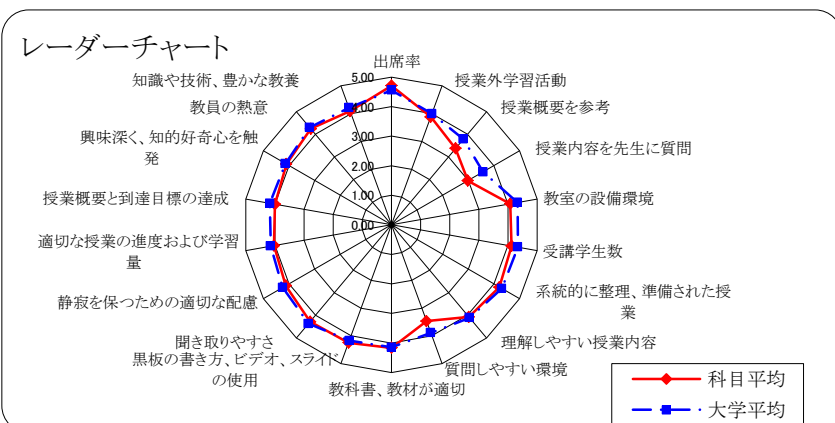 レーダーチャート
出席率
授業外学習活動
授業概要を参考
授業内容を先生に質問
教室の設備環境
受講学生数
系統的に整理、準備された授
業
理解しやすい授業内容
質問しやすい環境
教科書、教材が適切
黒板の書き方、ビデオ、スライド
の使用
聞き取りやすさ
静寂を保つための適切な配慮
適切な授業の進度および学習
量
授業概要と到達目標の達成
興味深く、知的好奇心を触
発
教員の熱意
知識や技術、豊かな教養
5.00
4.00
3.00
2.00
1.00
0.00
科目平均
大学平均